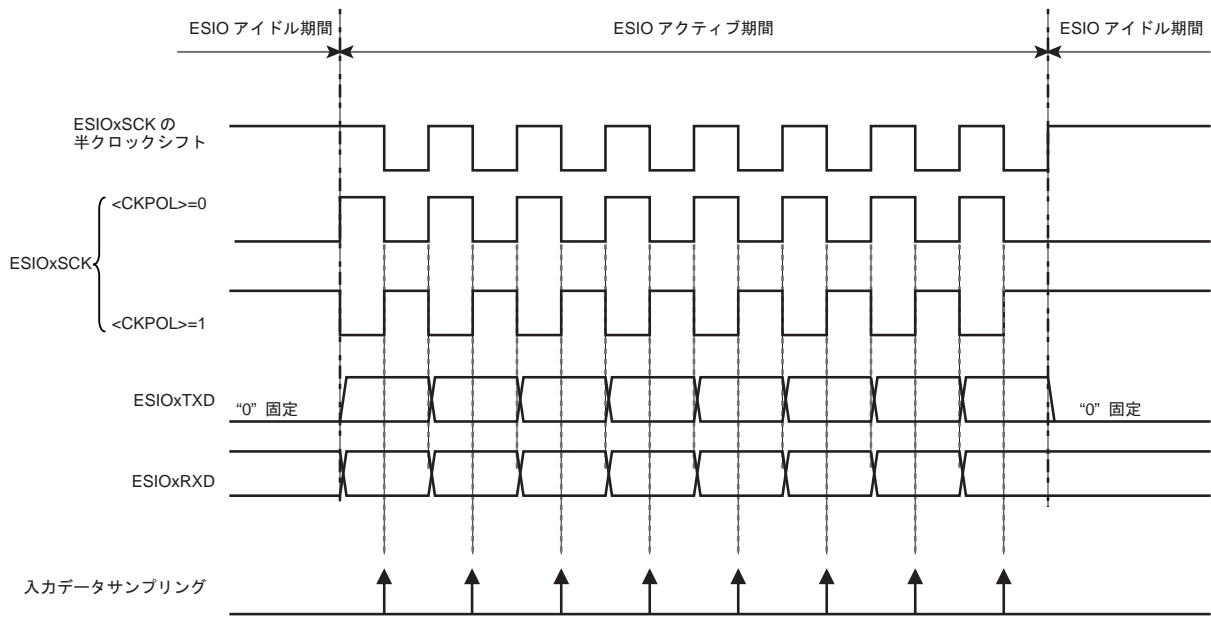 ESIO アイドル期間
ESIO アクティブ期間
ESIO アイドル期間
ESIOxSCK の
半クロックシフト
<CKPOL>=0
ESIOxSCK
<CKPOL>=1
ESIOxTXD
“0” 固定
“0” 固定
ESIOxRXD
入力データサンプリング